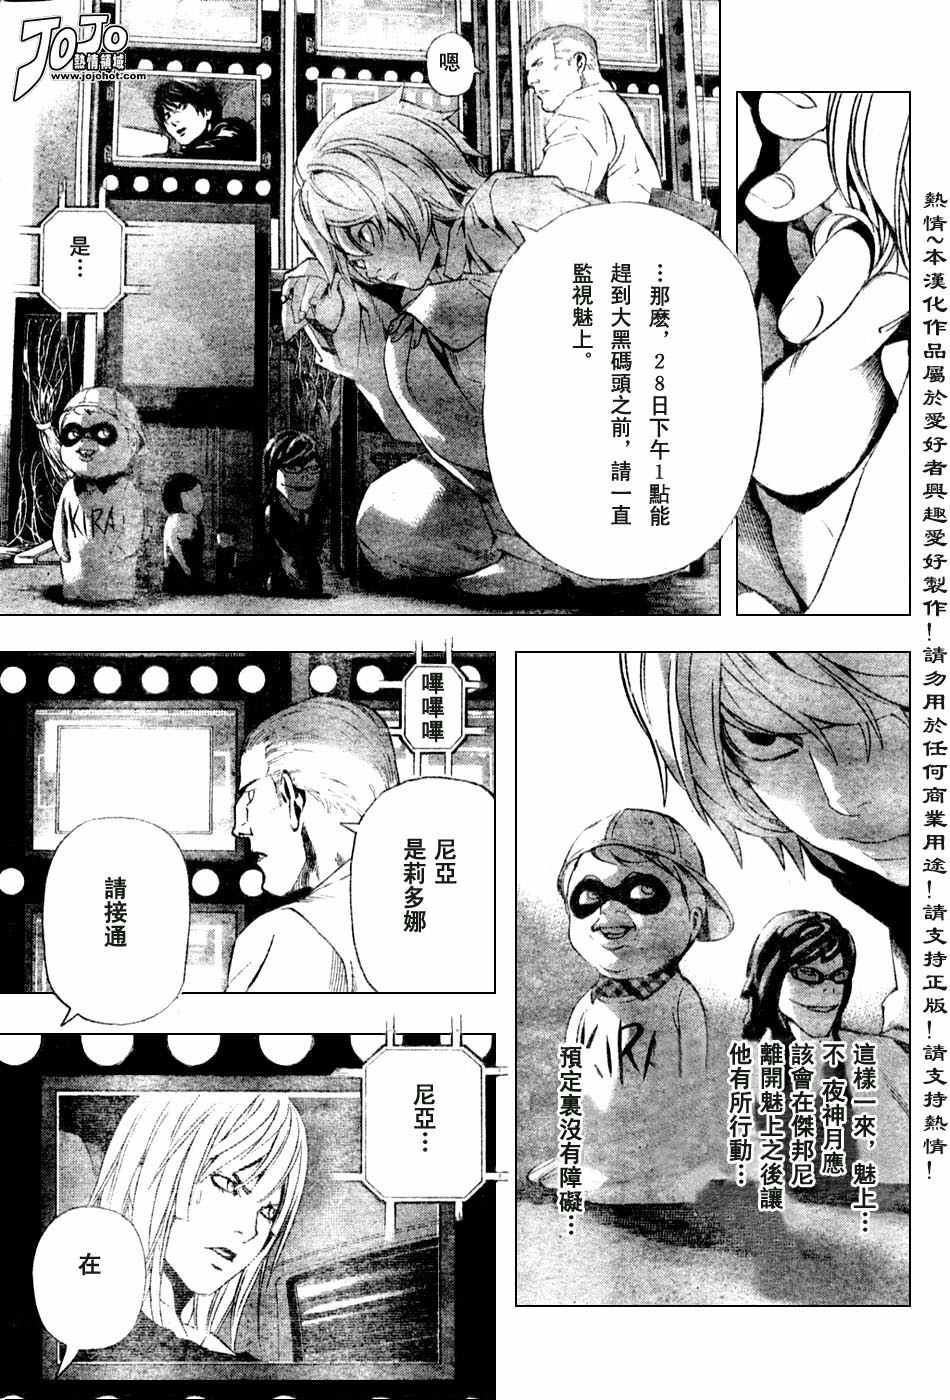 JOJO
熱情領域
www.jojohot.com
嗯
…那麽，28日下午1點能
趕到大黑碼頭之前，請一直
監視魅上。
是…
KIRA
這樣一來，魅上…
不 夜神月應
該會在傑邦尼
離開魅上之後讓
他有所行動…
預定裏沒有障礙…
KIRA
嗶嗶嗶
尼亞
是莉多娜
請接通
尼亞…
在
熱情~本漢化作品屬於愛好者興趣愛好製作！請勿用於任何商業用途！請支持正版！請支持熱情！